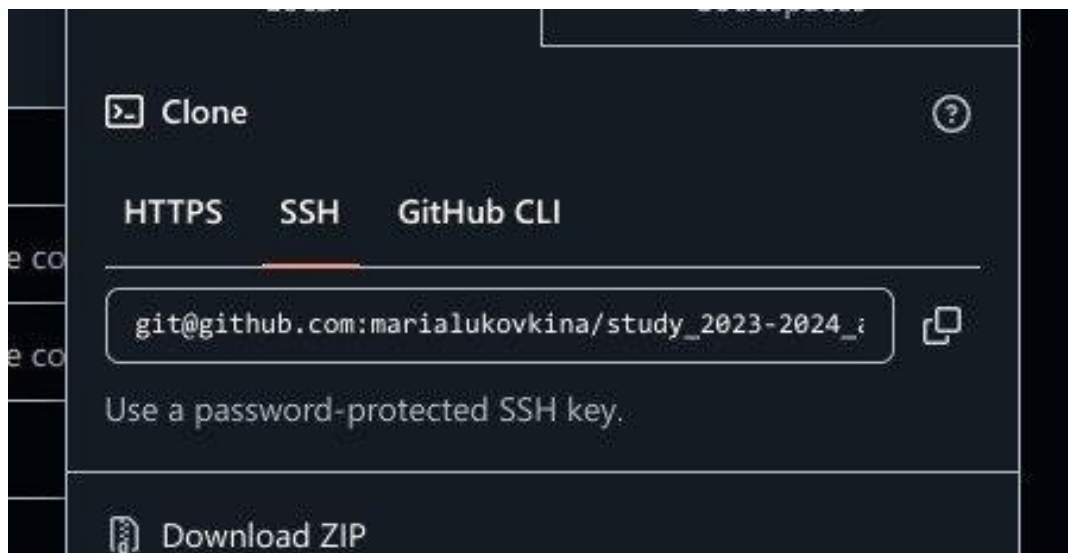 Clone
HTTPS SSH GitHub CLI
git@github.com:marialukovkina/study_2023-2024_
Use a password-protected SSH key.
Download ZIP